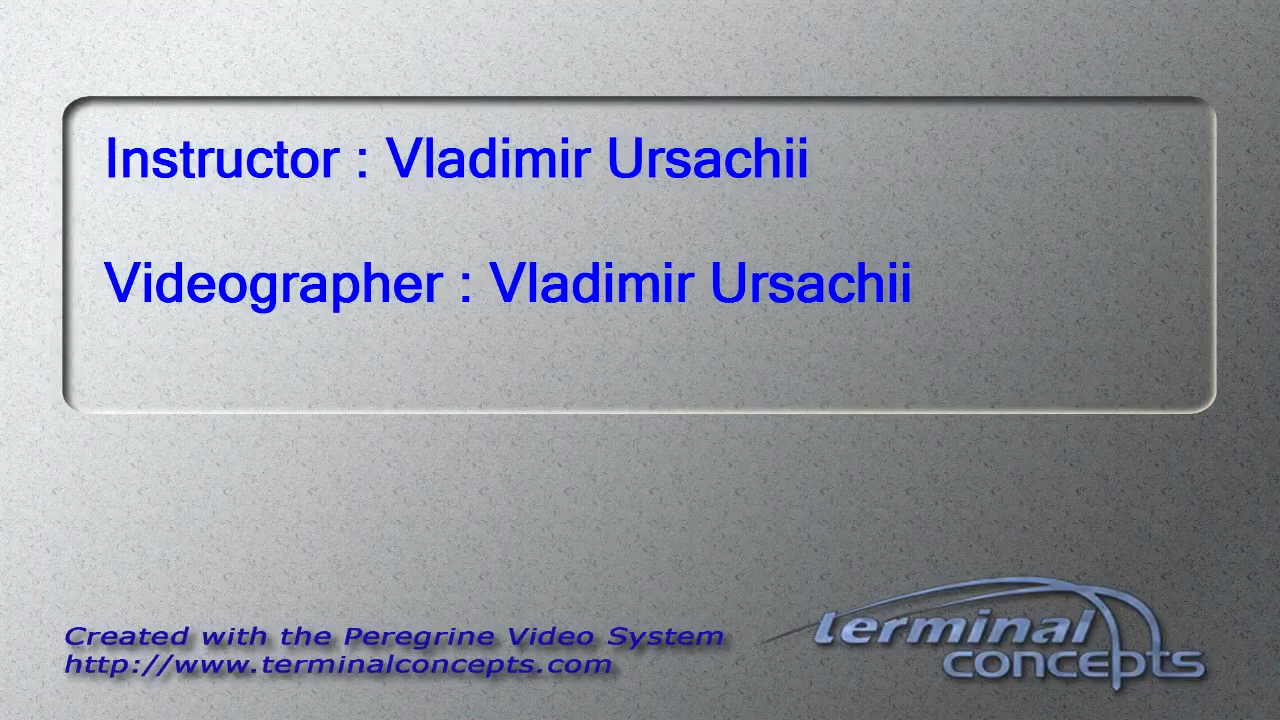 Instructor : Vladimir Ursachii
Videographer : Vladimir Ursachii
Created with the Peregrine Video System
http://www.terminalconcepts.com
terminal
concepts